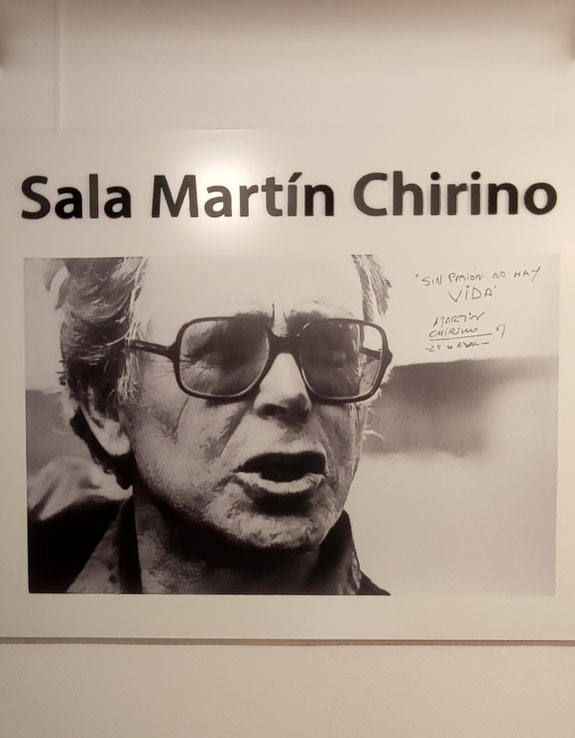 Sala Martín Chirino
"SIN PASION NO HAY
VIDA"
MARTÍN
CHIRINO